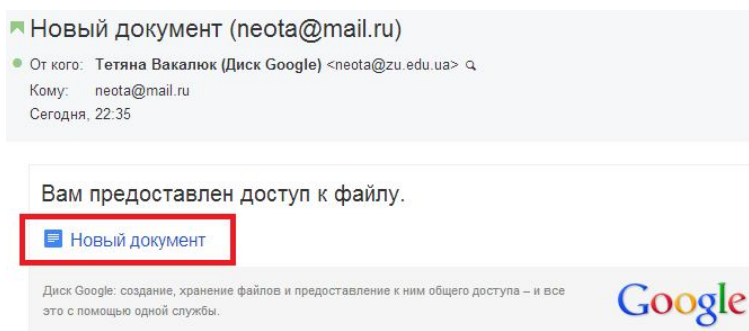 Новый документ (neota@mail.ru)
От кого: Тетяна Вакалюк (Диск Google) <neota@zu.edu.ua>
Кому: neota@mail.ru
Сегодня, 22:35
Вам предоставлен доступ к файлу.
Новый документ
Диск Google: создание, хранение файлов и предоставление к ним общего доступа – и все
это с помощью одной службы.
Google